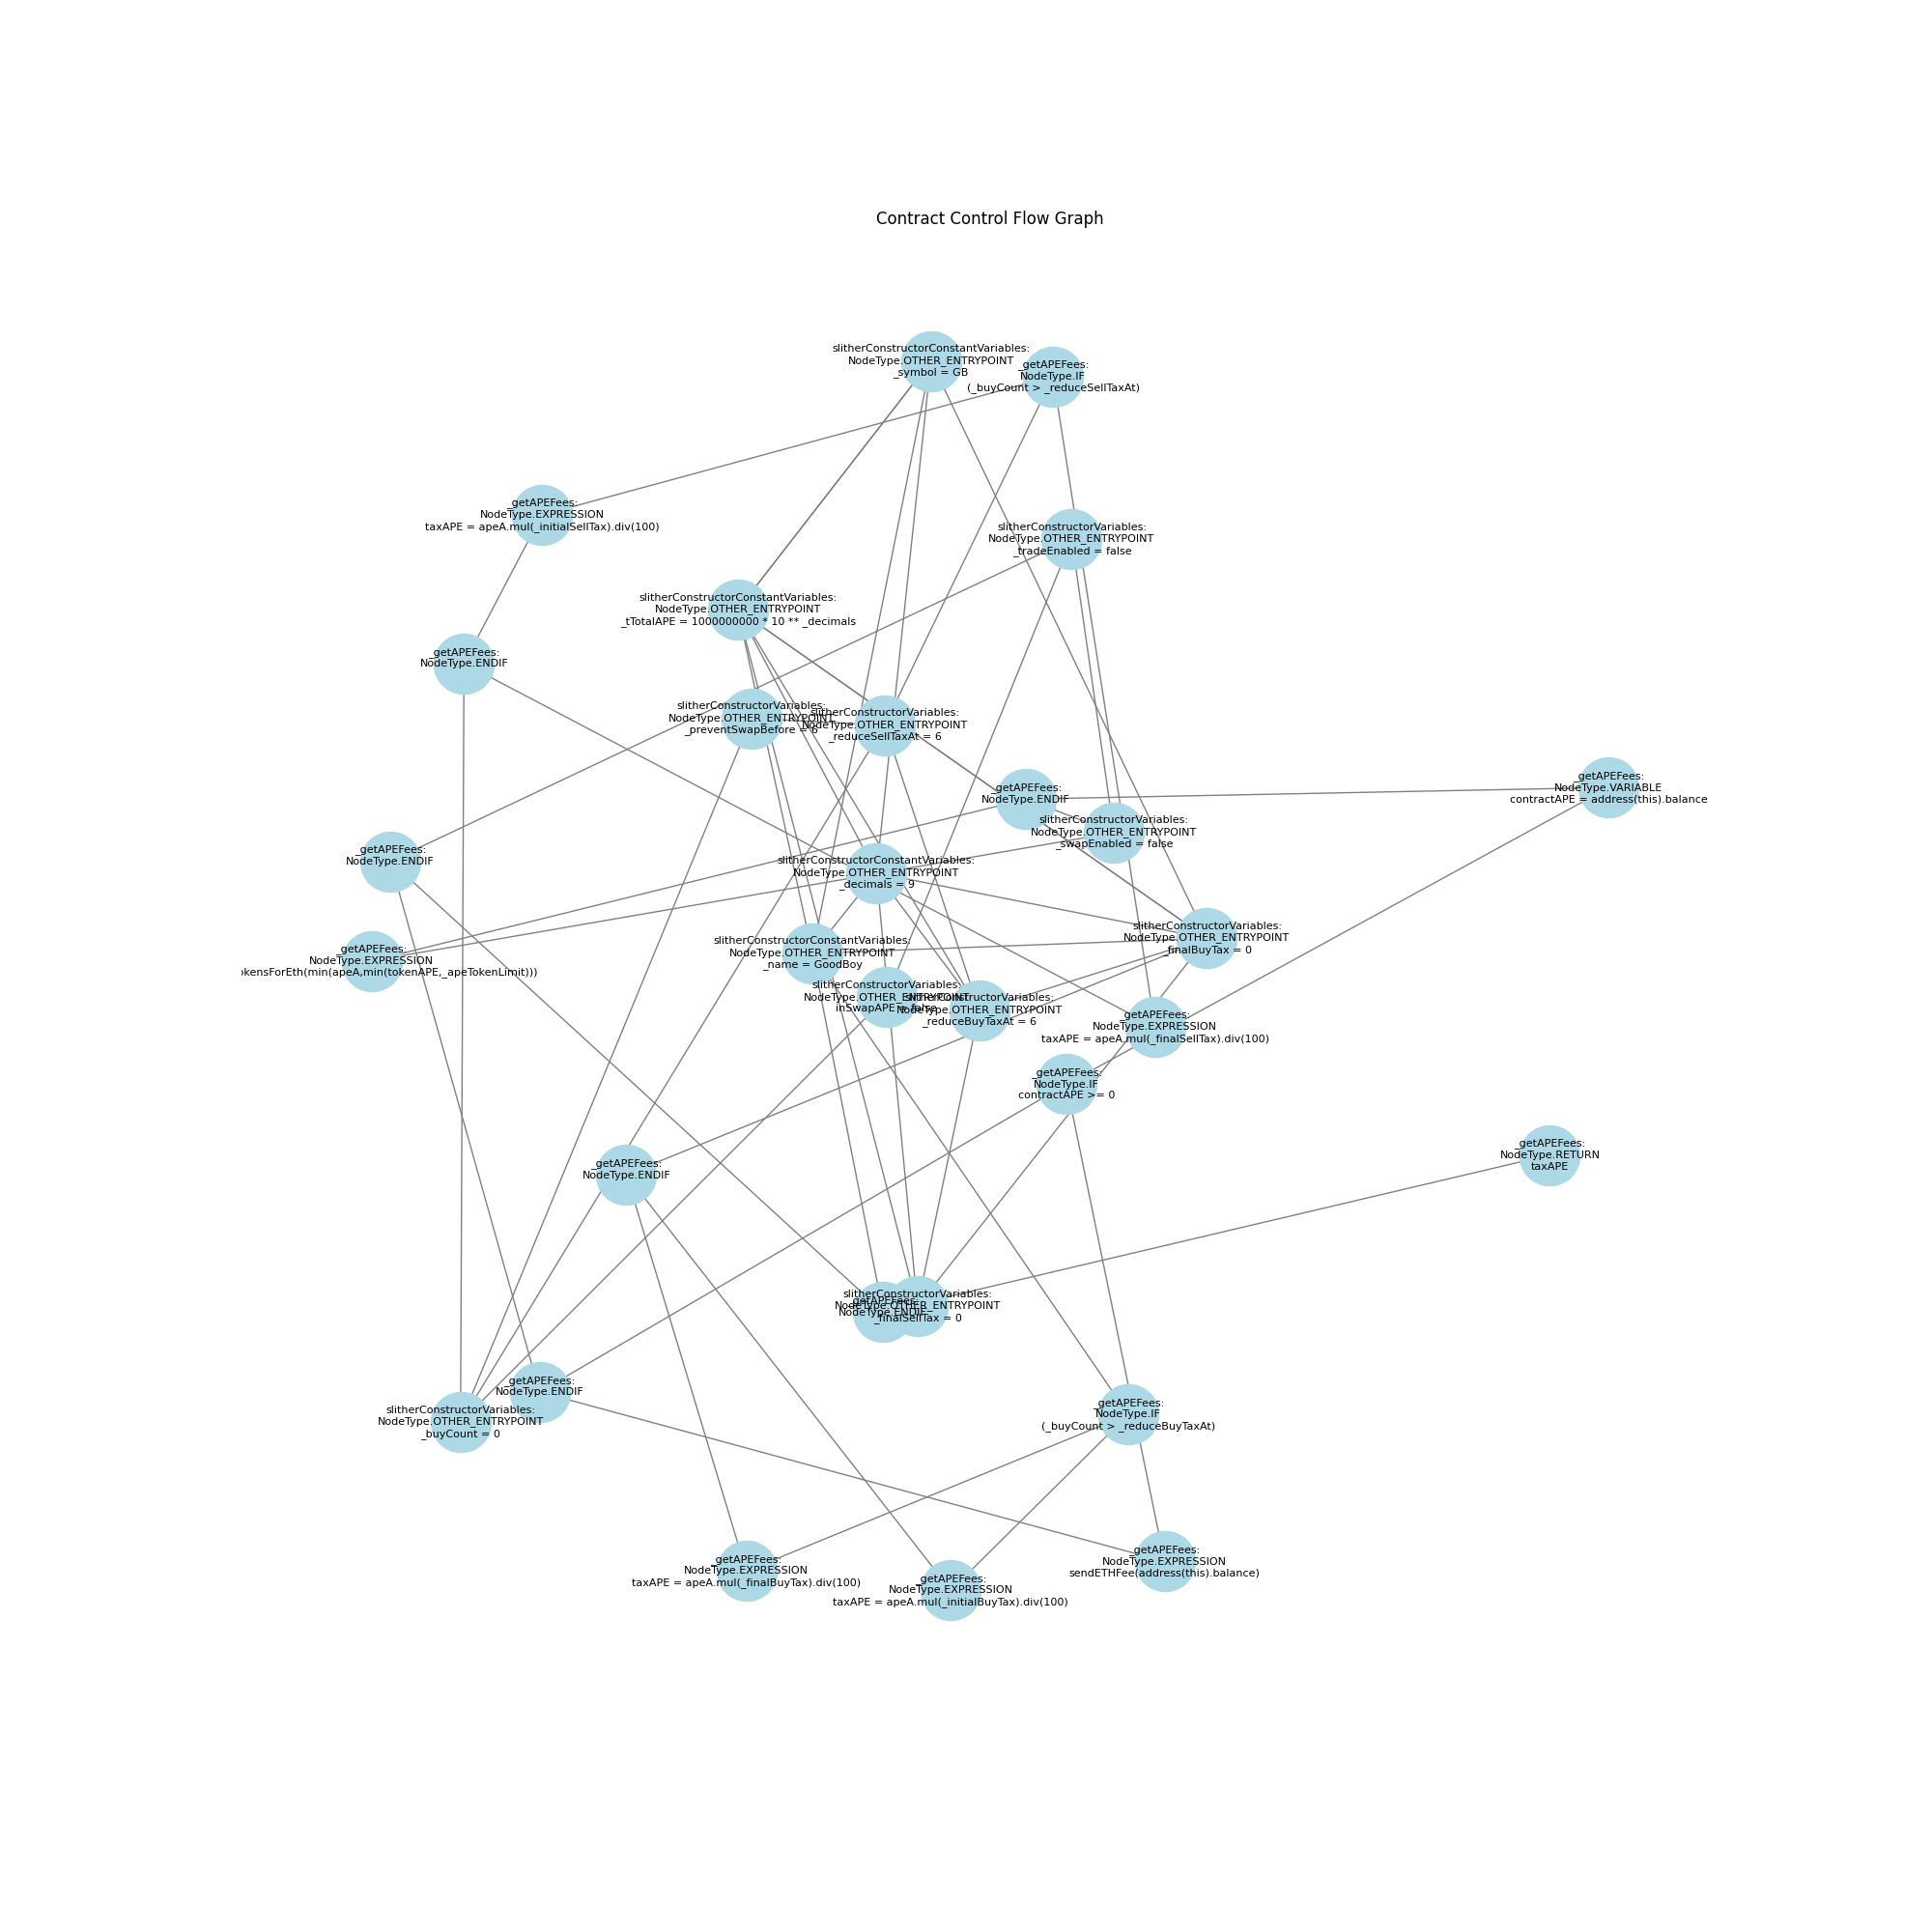 Contract Control Flow Graph
slitherConstructorConstantVariables:
NodeType.OTHER_ENTRYPOINT
_symbol = GB
_getAPEFees:
NodeType.IF
(_buyCount > _reduceSellTaxAt)
_getAPEFees:
NodeType.EXPRESSION
taxAPE = apeA.mul(_initialSellTax).div(100)
slitherConstructorVariables:
NodeType.OTHER_ENTRYPOINT
_tradeEnabled = false
slitherConstructorConstantVariables:
NodeType.OTHER_ENTRYPOINT
_tTotalAPE = 1000000000 * 10 ** _decimals
_getAPEFees:
NodeType.ENDIF
slitherConstructorVariables:
NodeType.OTHER_ENTRYPOINT
_preventSwapBefore = 6
slitherConstructorVariables:
NodeType.OTHER_ENTRYPOINT
_reduceSellTaxAt = 6
_getAPEFees:
NodeType.ENDIF
_getAPEFees:
NodeType.VARIABLE
contractAPE = address(this).balance
slitherConstructorVariables:
NodeType.OTHER_ENTRYPOINT
_swapEnabled = false
_getAPEFees:
NodeType.ENDIF
slitherConstructorConstantVariables:
NodeType.OTHER_ENTRYPOINT
_decimals = 9
slitherConstructorVariables:
NodeType.OTHER_ENTRYPOINT
_finalBuyTax = 0
slitherConstructorConstantVariables:
NodeType.OTHER_ENTRYPOINT
_name = GoodBoy
_getAPEFees:
NodeType.EXPRESSION
okensForEth(min(apeA,min(tokenAPE,_apeTokenLimit)))
slitherConstructorVariables:
NodeType.OTHER_ENTRYPOINT
inSwapAPE = false
slitherConstructorVariables:
NodeType.OTHER_ENTRYPOINT
_reduceBuyTaxAt = 6
_getAPEFees:
NodeType.EXPRESSION
taxAPE = apeA.mul(_finalSellTax).div(100)
_getAPEFees:
NodeType.IF
contractAPE >= 0
_getAPEFees:
NodeType.RETURN
taxAPE
_getAPEFees:
NodeType.ENDIF
slitherConstructorVariables:
NodeType.OTHER_ENTRYPOINT
_finalSellTax = 0
_getAPEFees:
NodeType.ENDIF
_getAPEFees:
NodeType.ENDIF
slitherConstructorVariables:
NodeType.OTHER_ENTRYPOINT
_buyCount = 0
_getAPEFees:
NodeType.IF
(_buyCount > _reduceBuyTaxAt)
_getAPEFees:
NodeType.EXPRESSION
sendETHFee(address(this).balance)
_getAPEFees:
NodeType.EXPRESSION
taxAPE = apeA.mul(_finalBuyTax).div(100)
_getAPEFees:
NodeType.EXPRESSION
taxAPE = apeA.mul(_initialBuyTax).div(100)